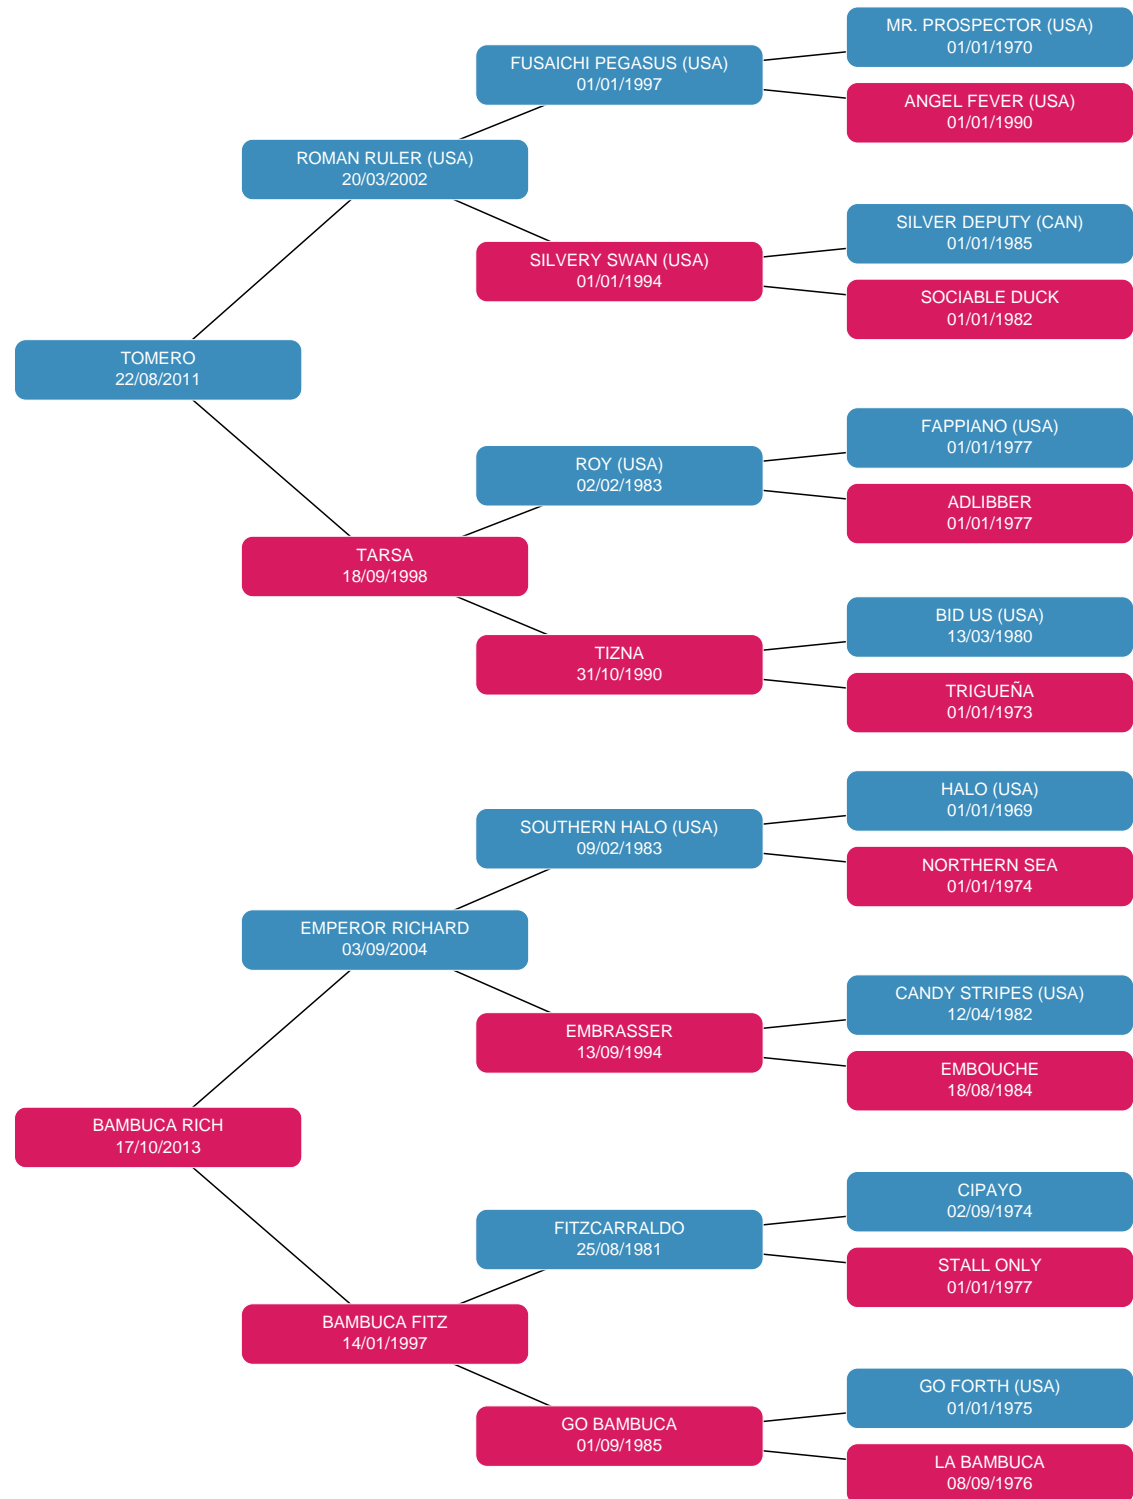 MR. PROSPECTOR (USA)
01/01/1970
FUSAICHI PEGASUS (USA)
01/01/1997
ANGEL FEVER (USA)
01/01/1990
ROMAN RULER (USA)
20/03/2002
SILVER DEPUTY (CAN)
01/01/1985
SILVERY SWAN (USA)
01/01/1994
SOCIABLE DUCK
01/01/1982
TOMERO
22/08/2011
FAPPIANO (USA)
01/01/1977
ROY (USA)
02/02/1983
ADLIBBER
01/01/1977
TARSA
18/09/1998
BID US (USA)
13/03/1980
TIZNA
31/10/1990
TRIGUEÑA
01/01/1973
HALO (USA)
01/01/1969
SOUTHERN HALO (USA)
09/02/1983
NORTHERN SEA
01/01/1974
EMPEROR RICHARD
03/09/2004
CANDY STRIPES (USA)
12/04/1982
EMBRASSER
13/09/1994
EMBOUCHE
18/08/1984
BAMBUCA RICH
17/10/2013
CIPAYO
02/09/1974
FITZCARRALDO
25/08/1981
STALL ONLY
01/01/1977
BAMBUCA FITZ
14/01/1997
GO FORTH (USA)
01/01/1975
GO BAMBUCA
01/09/1985
LA BAMBUCA
08/09/1976